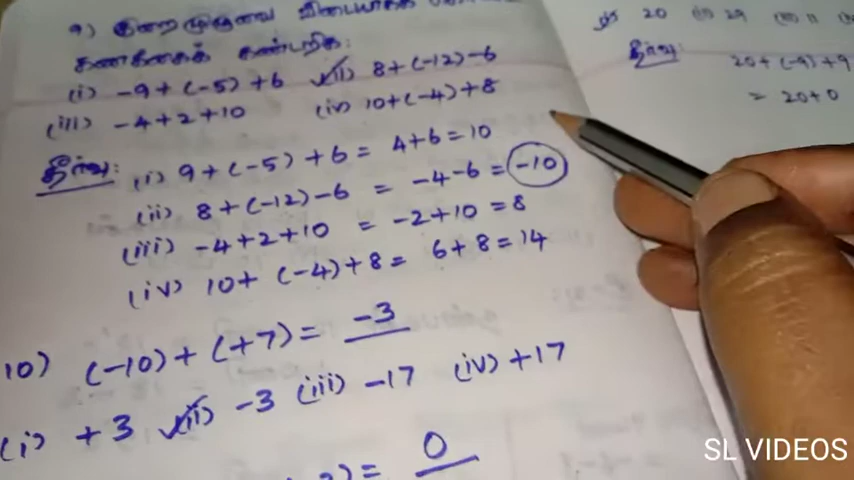 9) குறை முழுவை விடையாகக்
கணக்கைக் கண்டறிக:
(i) -9+(-5)+6 (ii) 8+(-12)-6
(iii) -4+2+10 (iv) 10+(-4)+8
தீர்வு: (i) 9+(-5)+6 = 4+6=10
(ii) 8+(-12)-6 = -4-6=-10
(iii) -4+2+10 = -2+10=8
(iv) 10+(-4)+8= 6+8=14
10) (-10)+(+7)= -3
(i) +3 (ii) -3 (iii) -17 (iv) +17
)= 0
20 (ii) 29 (iii) 11
தீர்வு:
20+(-9)+9
= 20+0
SL VIDEOS